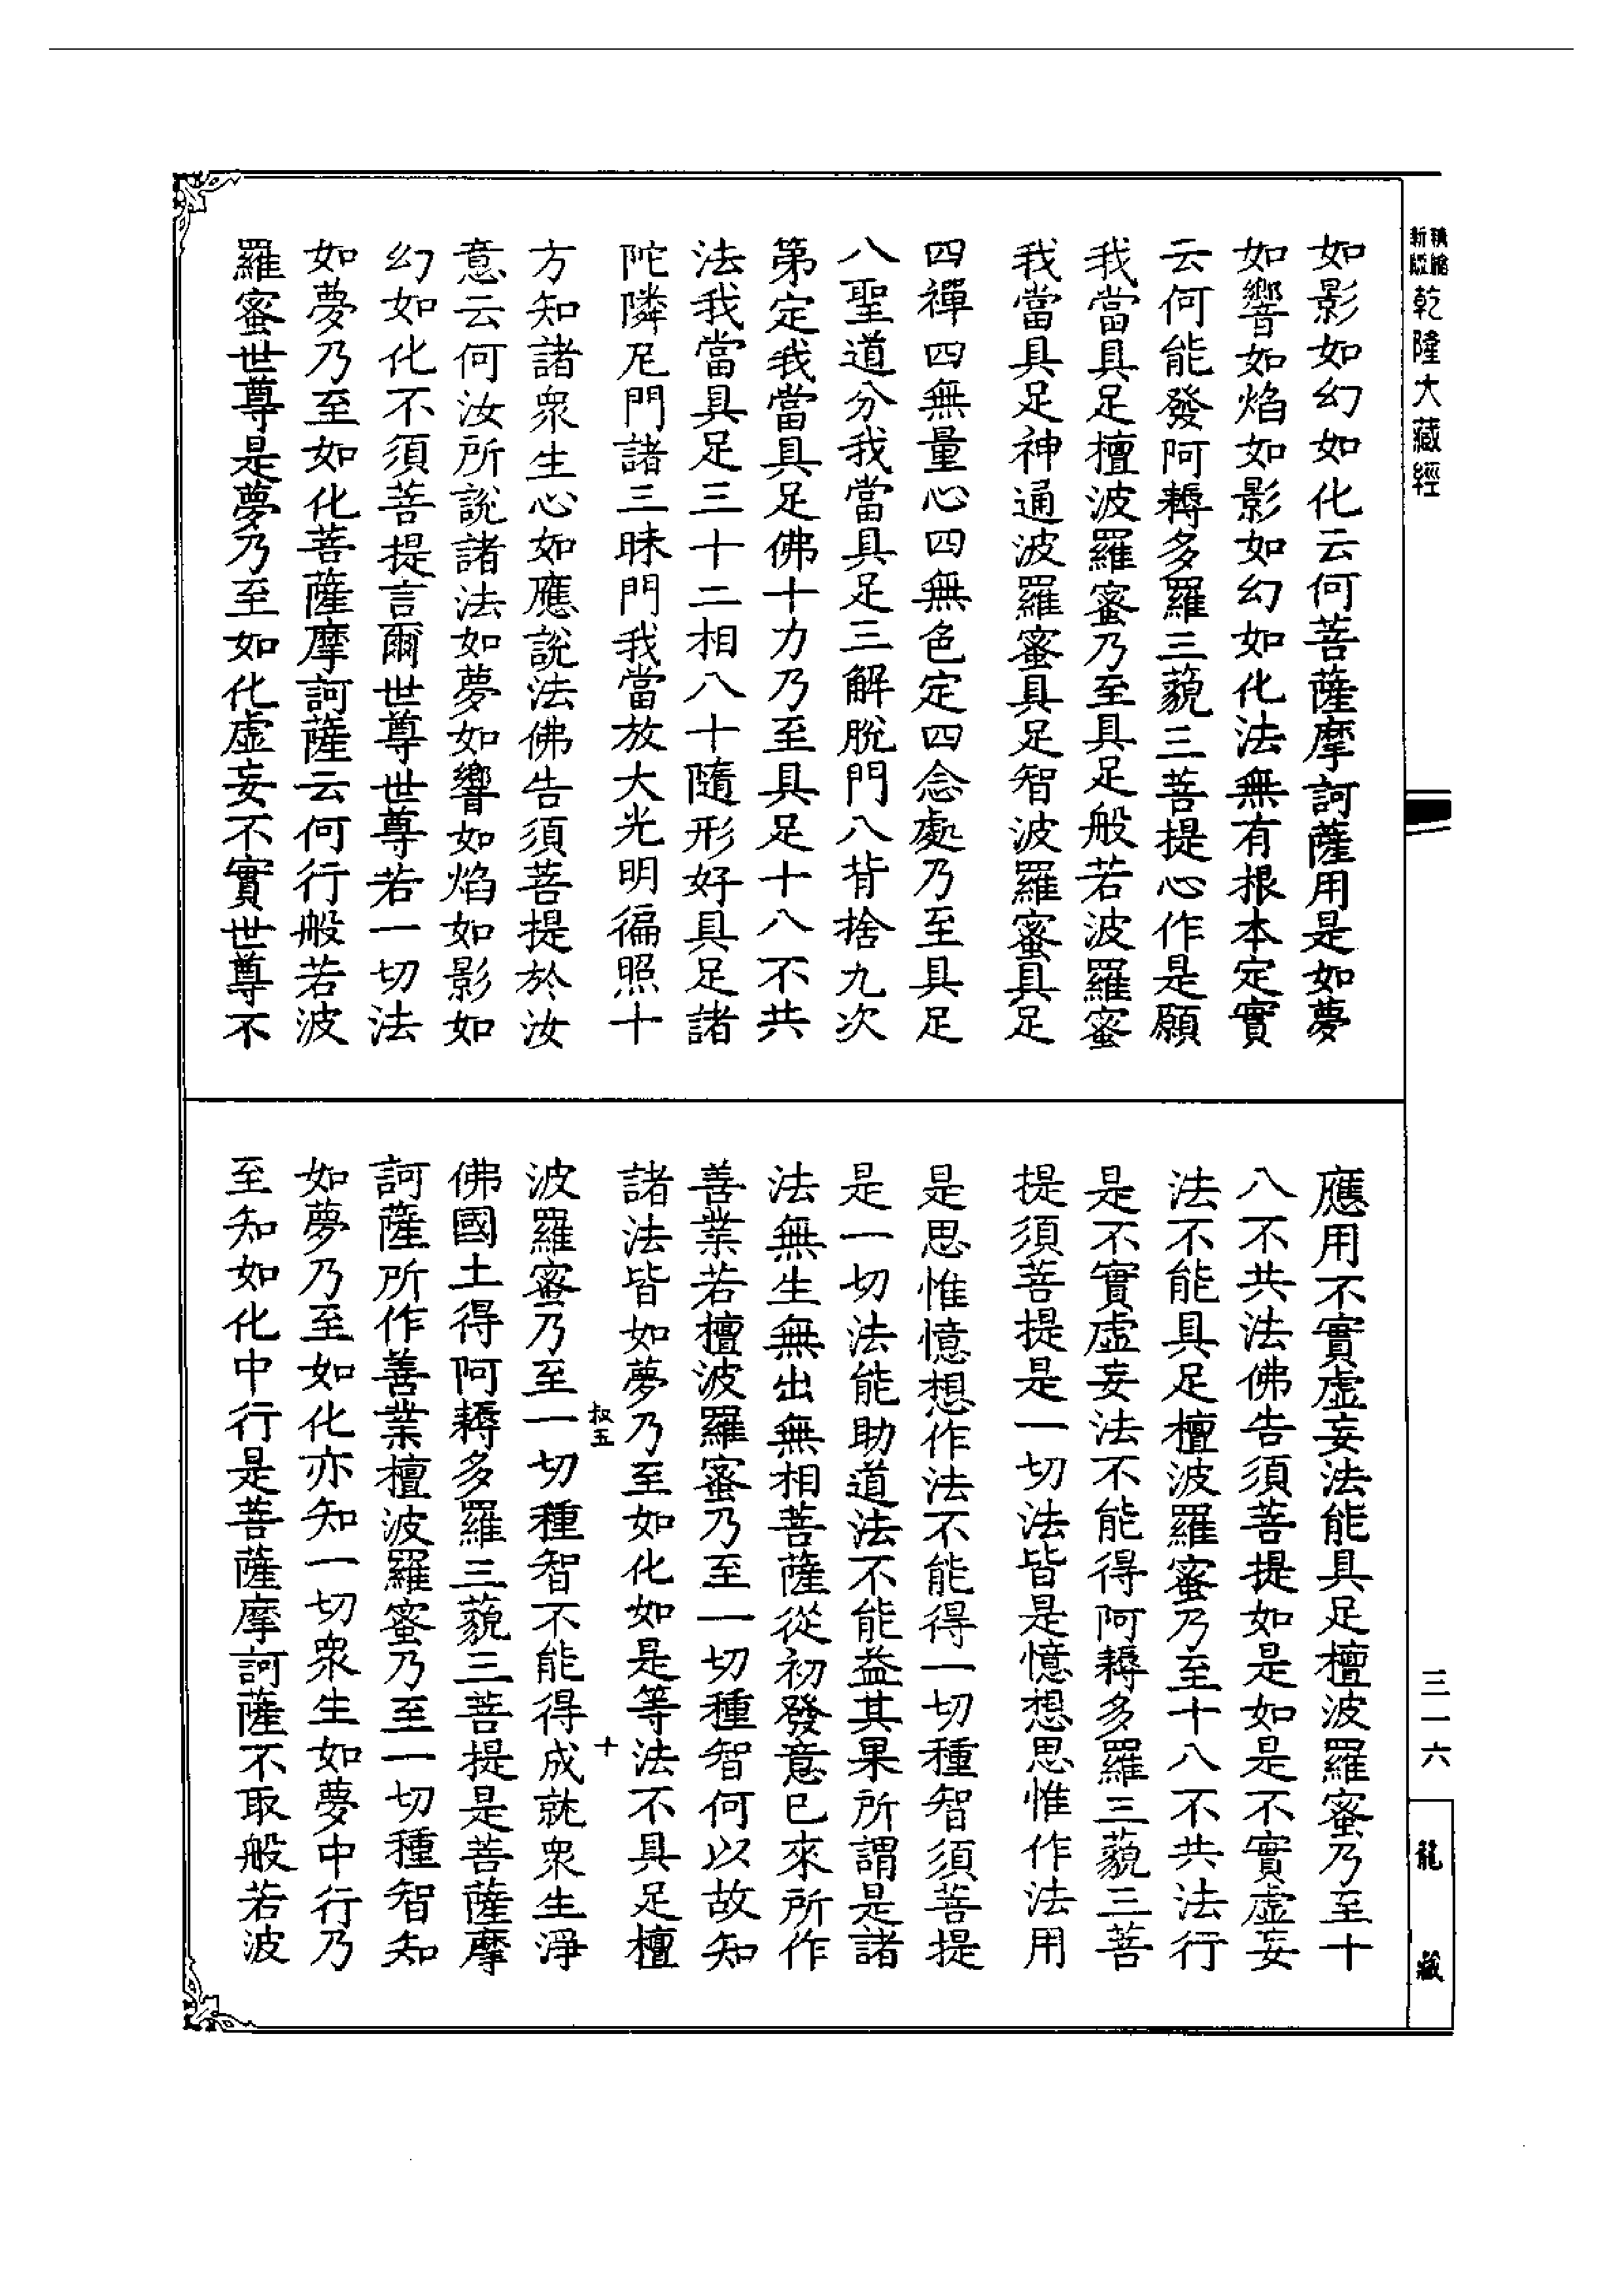 新縮
版縮
乾隆大藏經
如影如幻如化云何菩薩摩訶薩用是如夢
如響如焰如影如幻如化法無有根本定實
云何能發阿耨多羅三藐三菩提心作是願
我當具足檀波羅蜜乃至具足般若波羅蜜
我當具足神通波羅蜜具足智波羅蜜具足
四禪四無量心四無色定四念處乃至具足
八聖道分我當具足三解脫門八背捨九次
第定我當具足佛十力乃至具足十八不共
法我當具足三十二相八十隨形好具足諸
陀隣尼門諸三昧門我當放大光明徧照十
方知諸衆生心如應說法佛告須菩提於汝
意云何汝所說諸法如夢如響如焰如影如
幻如化不須菩提言爾世尊世尊若一切法
如夢乃至如化菩薩摩訶薩云何行般若波
羅蜜世尊是夢乃至如化虛妄不實世尊不
應用不實虛妄法能具足檀波羅蜜乃至十
八不共法佛告須菩提如是如是不實虛妄
法不能具足檀波羅蜜乃至十八不共法行
是不實虛妄法不能得阿耨多羅三藐三菩
提須菩提是一切法皆是憶想思惟作法用
是思惟憶想作法不能得一切種智須菩提
是一切法能助道法不能益其果所謂是諸
法無生無出無相菩薩從初發意已來所作
善業若檀波羅蜜乃至一切種智何以故知
諸法皆如夢乃至如化如是等法不具足檀
叔五
十
波羅蜜乃至一切種智不能得成就衆生淨
佛國土得阿耨多羅三藐三菩提是菩薩摩
訶薩所作善業檀波羅蜜乃至一切種智知
如夢乃至如化亦知一切衆生如夢中行乃
至知如化中行是菩薩摩訶薩不取般若波
三一六
龍藏